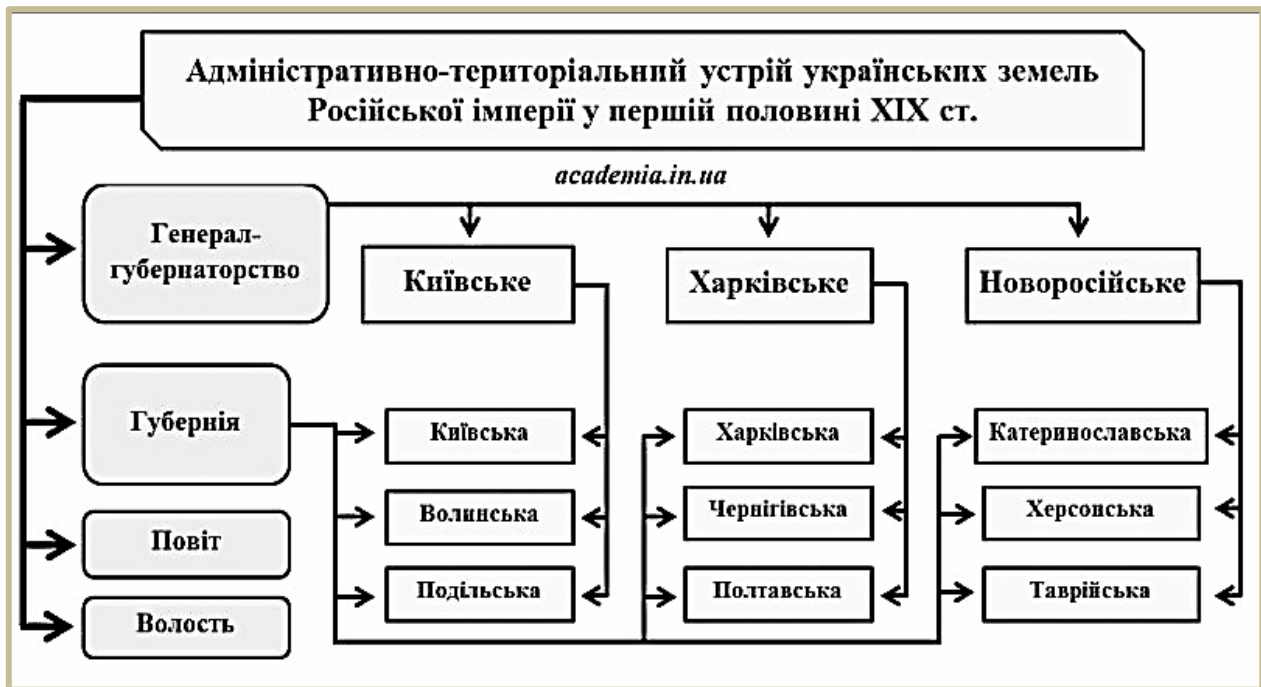 Адміністративно-територіальний устрій українських земель
Російської імперії у першій половині XIX ст.
academia.in.ua
Генерал-
губернаторство
Київське
Харківське
Новоросійське
Губернія
Київська
Харківська
Катеринославська
Волинська
Чернігівська
Херсонська
Повіт
Подільська
Полтавська
Таврійська
Волость